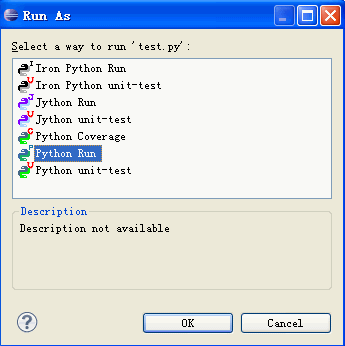 Run As
Select a way to run 'test.py':
Iron Python Run
Iron Python unit-test
Jython Run
Jython unit-test
Python Coverage
Python Run
Python unit-test
Description
Description not available
?
OK
Cancel